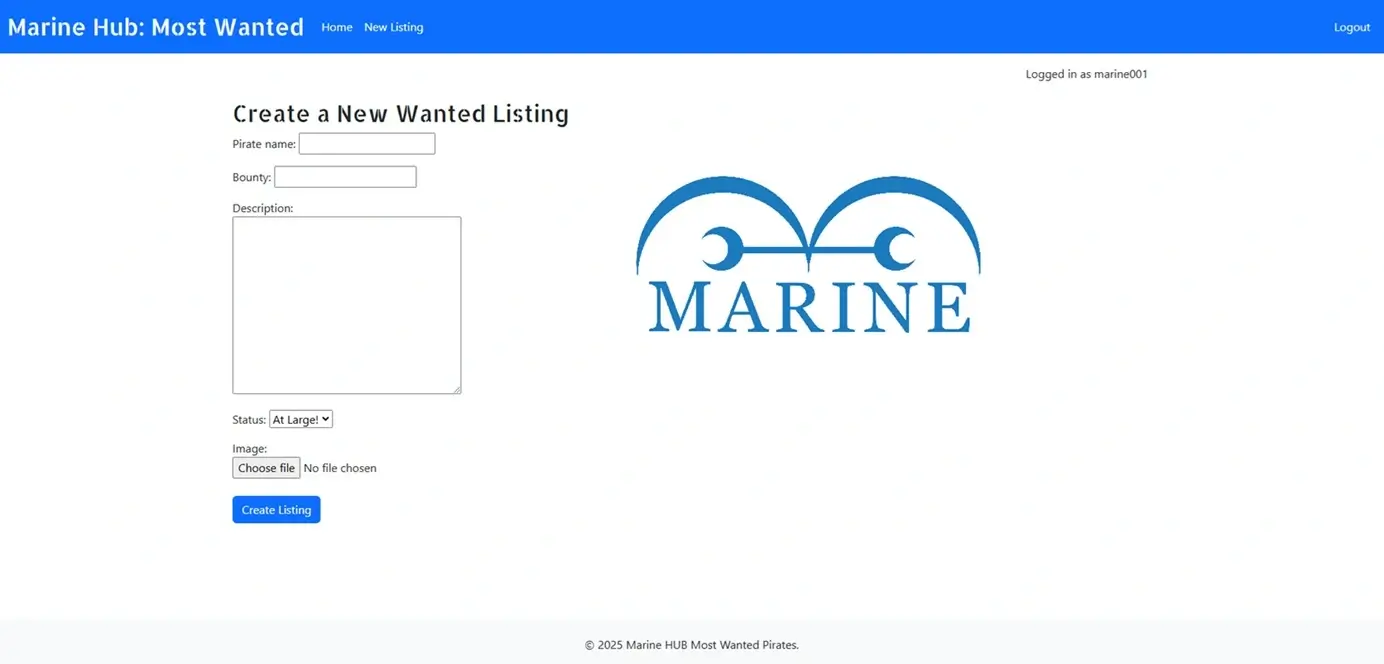 Marine Hub: Most Wanted Home New Listing Logout
Logged in as marine001
Create a New Wanted Listing
Pirate name:
Bounty:
Description:
MARINE
Status: At Large!
Image:
Choose file No file chosen
Create Listing
© 2025 Marine HUB Most Wanted Pirates.